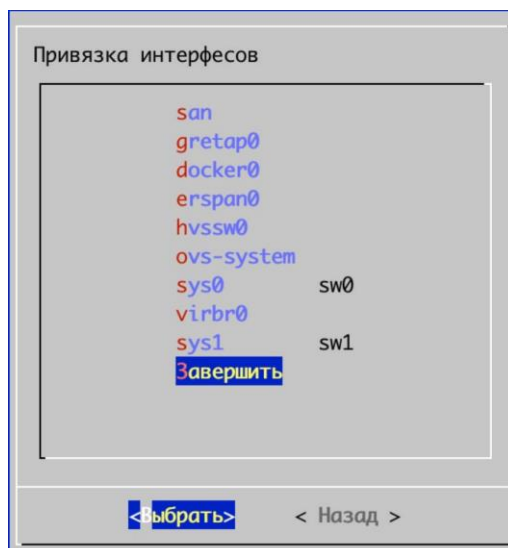 Привязка интерфесов
san
gretap0
docker0
erspan0
hvssw0
ovs-system
sys0 sw0
virbr0
sys1 sw1
Завершить
<Выбрать> < Назад >